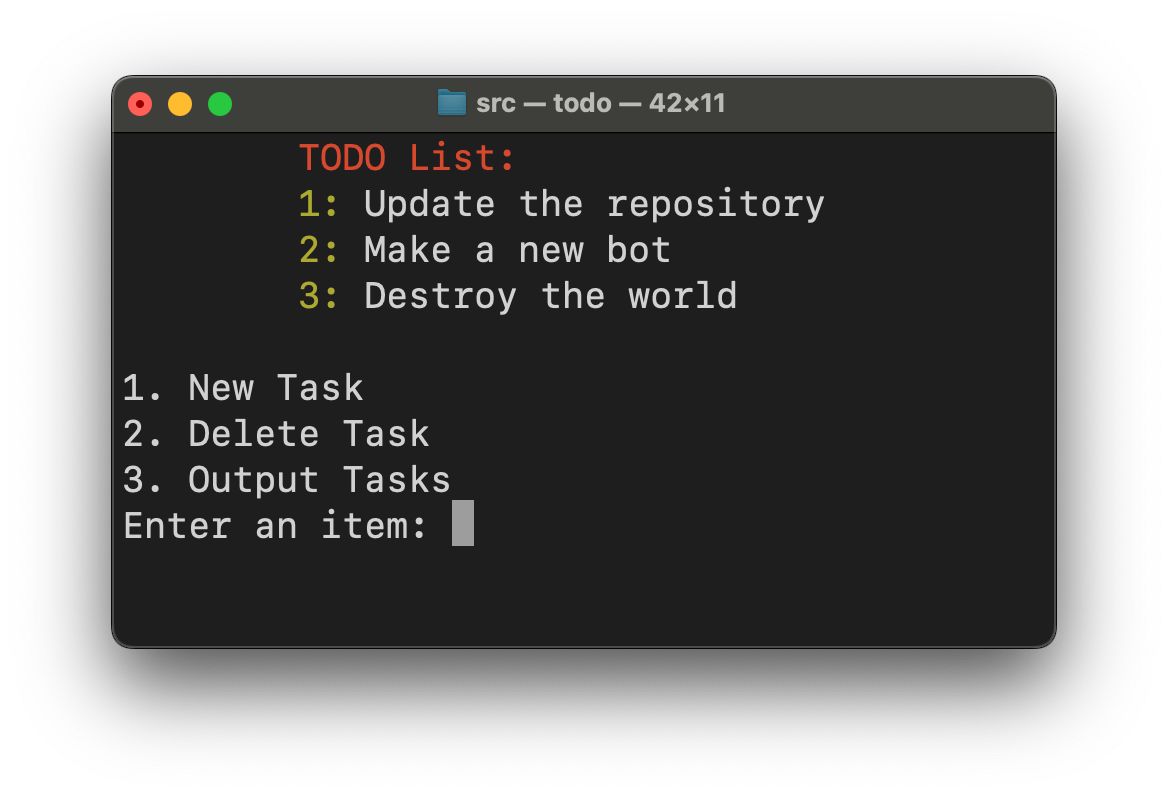 src — todo — 42×11
TODO List:
1: Update the repository
2: Make a new bot
3: Destroy the world
1. New Task
2. Delete Task
3. Output Tasks
Enter an item: